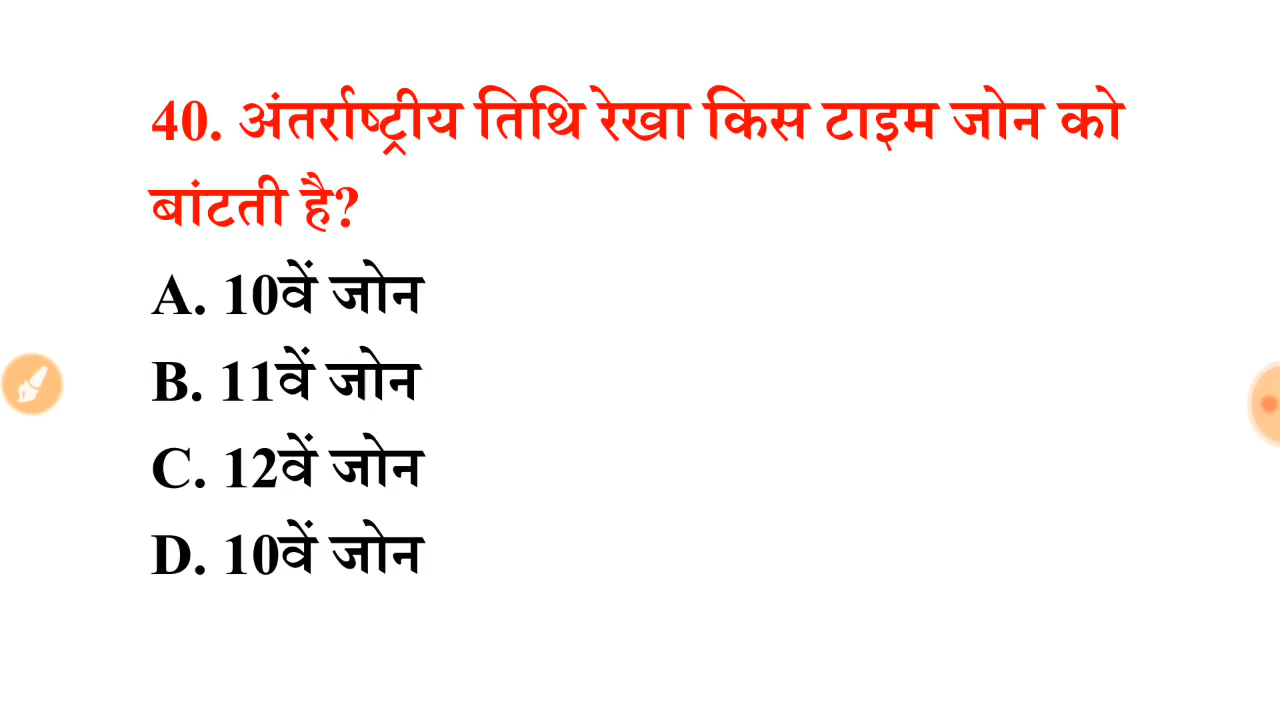 40. अंतर्राष्ट्रीय तिथि रेखा किस टाइम जोन को
बांटती है?
A. 10वें जोन
B. 11वें जोन
C. 12वें जोन
D. 10वें जोन